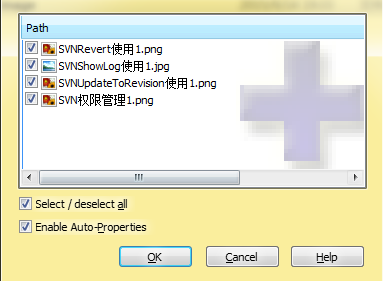 Path
SVNRevert使用1.png
SVNShowLog使用1.jpg
SVNUpdateToRevision使用1.png
SVN权限管理1.png
Select / deselect all
Enable Auto-Properties
OK Cancel Help